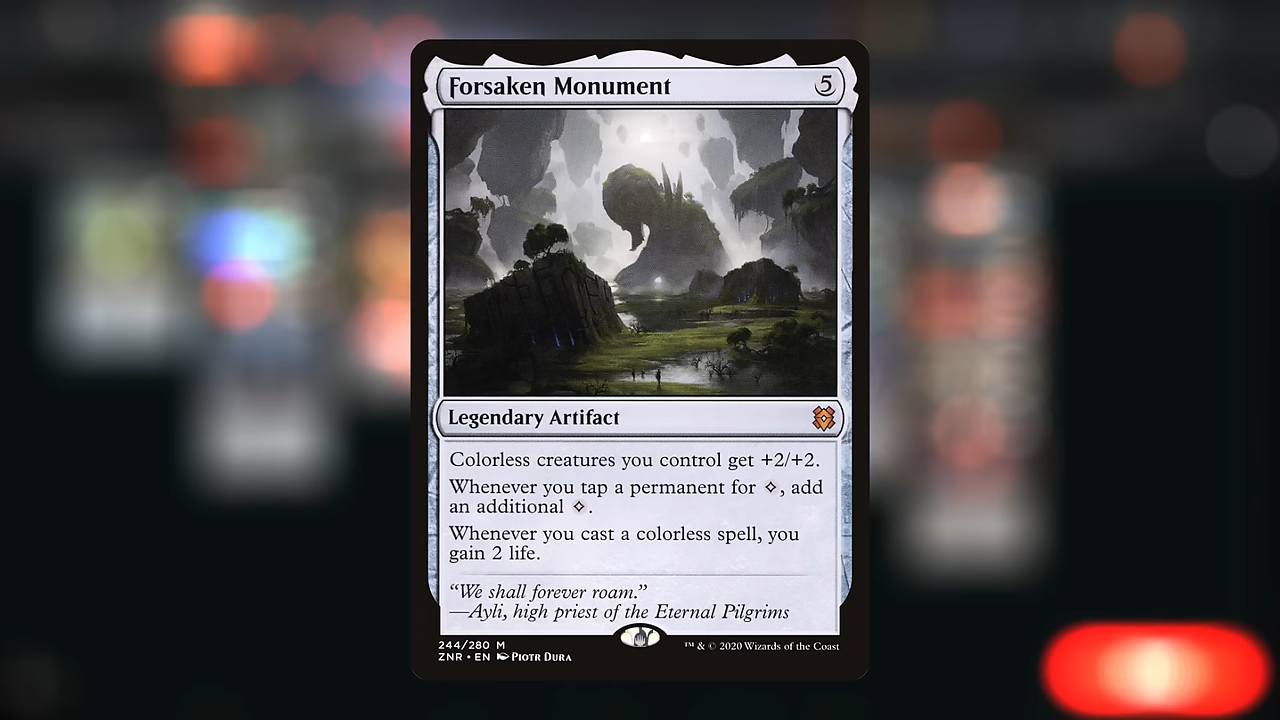 Forsaken Monument 5
Legendary Artifact
Colorless creatures you control get +2/+2.
Whenever you tap a permanent for ◇, add
an additional ◇.
Whenever you cast a colorless spell, you
gain 2 life.
“We shall forever roam.”
—Ayli, high priest of the Eternal Pilgrims
244/280 M
ZNR • EN Piotr Dura
™ & © 2020 Wizards of the Coast